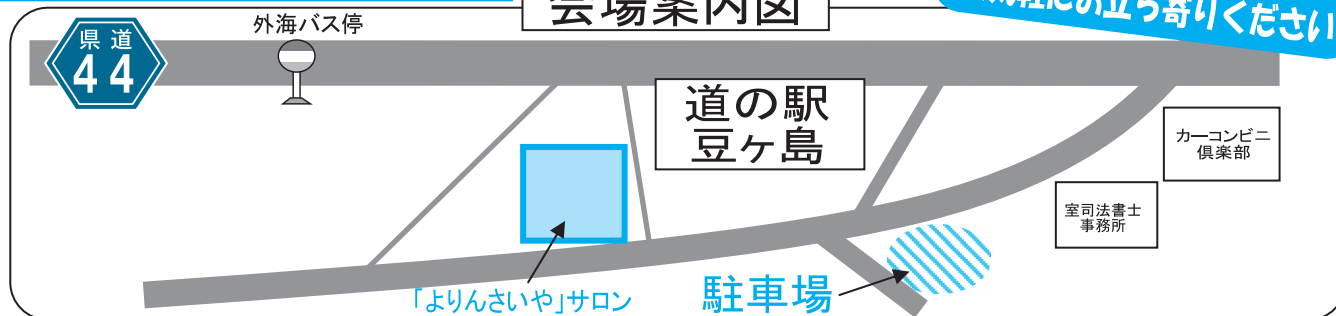 会場案内図
の立ち寄りください
外海バス停
県道
44
道の駅
豆ヶ島
カーコンビニ
倶楽部
室司法書士
事務所
「よりんさいや」サロン
駐車場